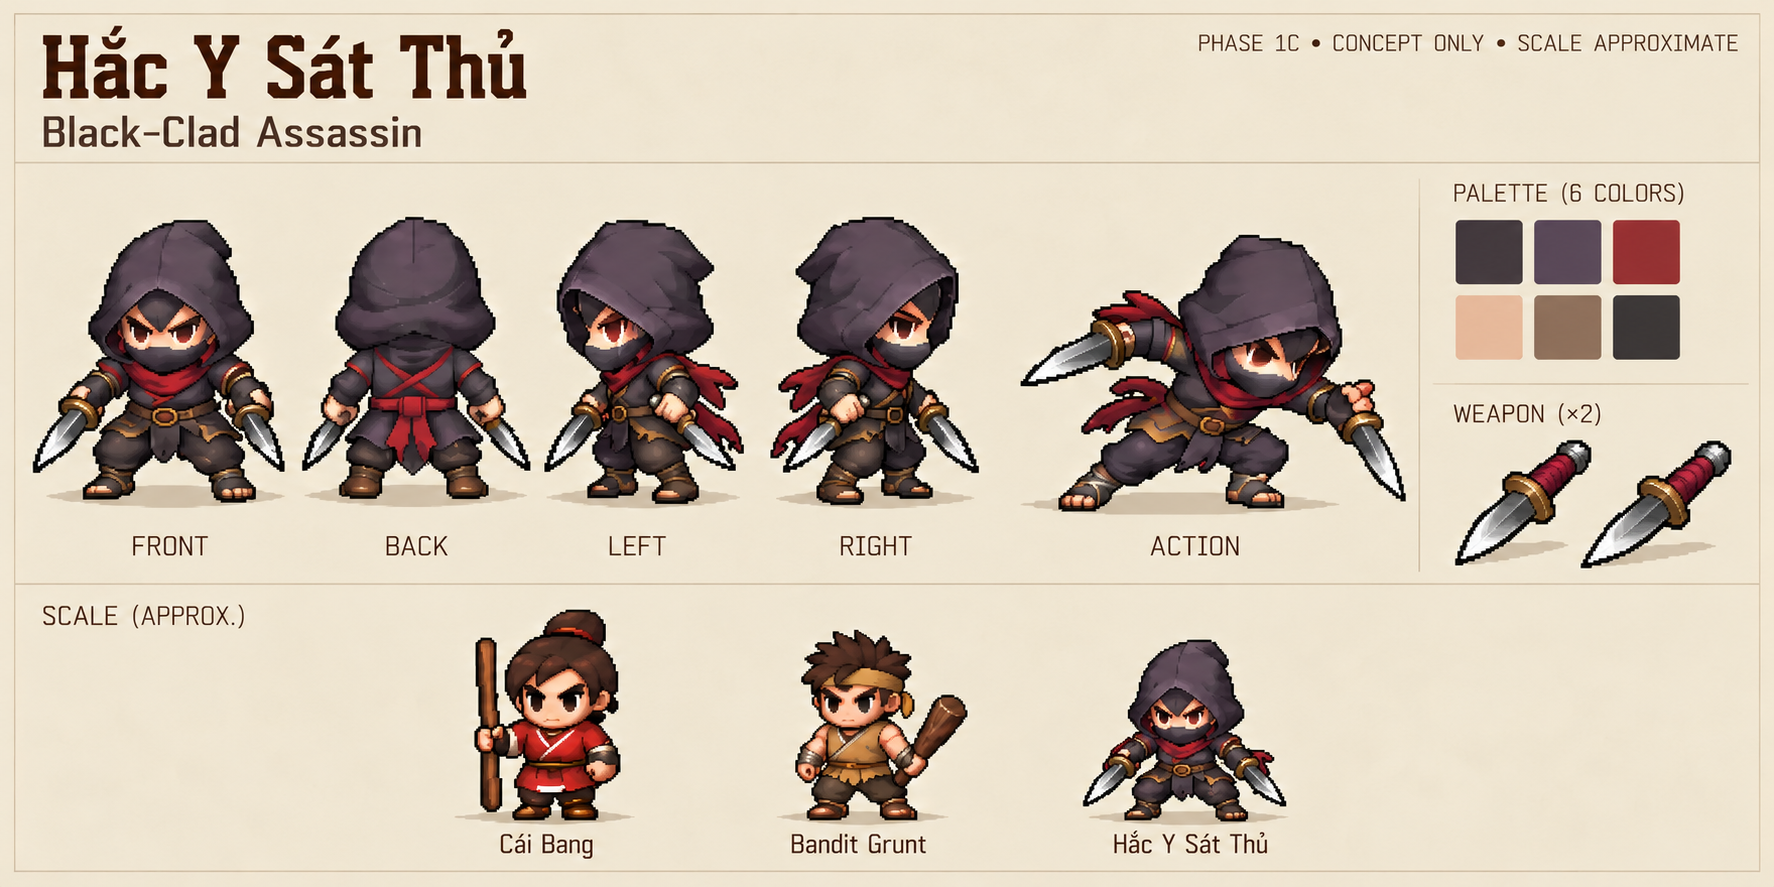 Hắc Y Sát Thủ
Black-Clad Assassin
PHASE 1C • CONCEPT ONLY • SCALE APPROXIMATE
FRONT
BACK
LEFT
RIGHT
ACTION
PALETTE (6 COLORS)
WEAPON (×2)
SCALE (APPROX.)
Cái Bang
Bandit Grunt
Hắc Y Sát Thủ